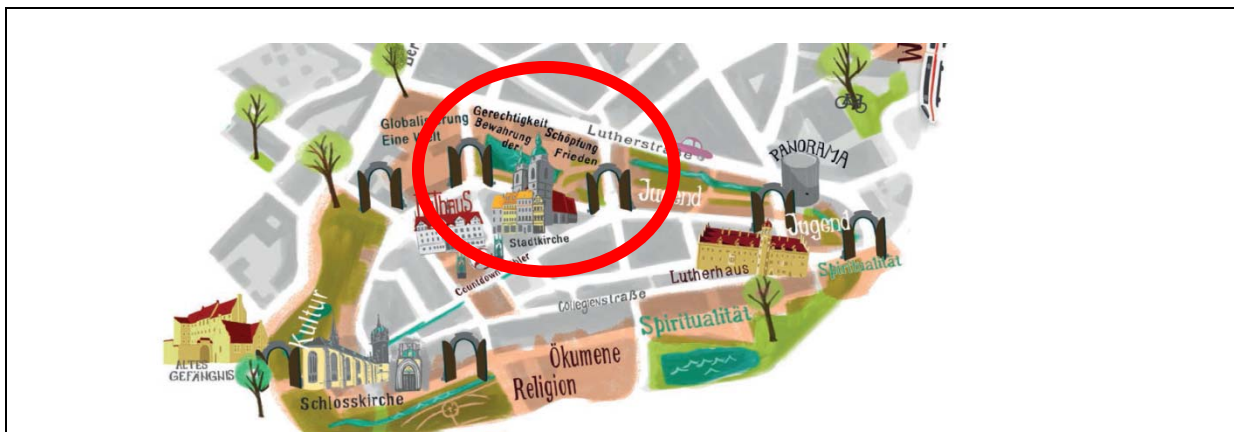 Ber
M
Globalisierung
Eine Welt
Gerechtigkeit
Bewahrung
der
Schöpfung
Frieden
Lutherstraße
PANORAMA
Jugend
Jugend
Stadtkirche
Lutherhaus
Spiritualität
Collegienstraße
Kultur
Spiritualität
ALTES
GEFÄNGNIS
Ökumene
Religion
Schlosskirche